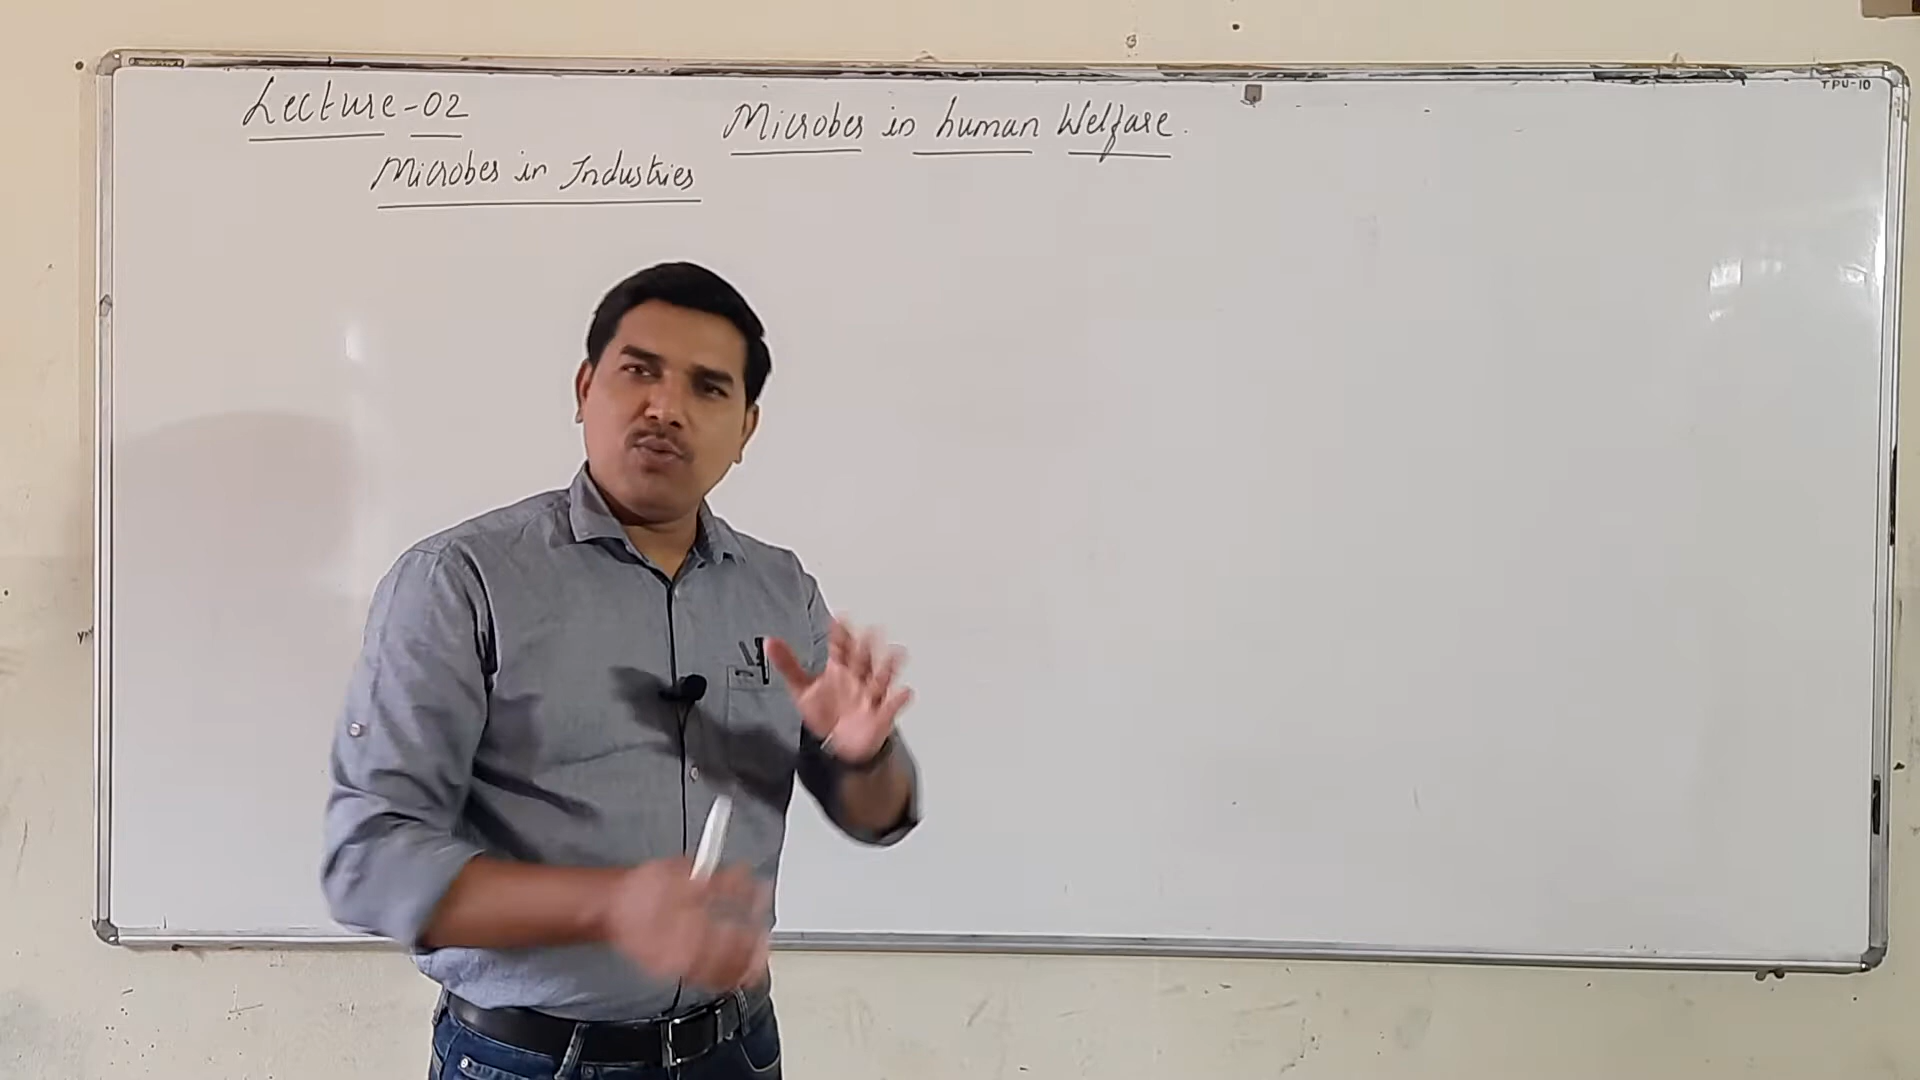 Lecture-02
Microbes in human Welfare.
Microbes in Industries
TPU-10